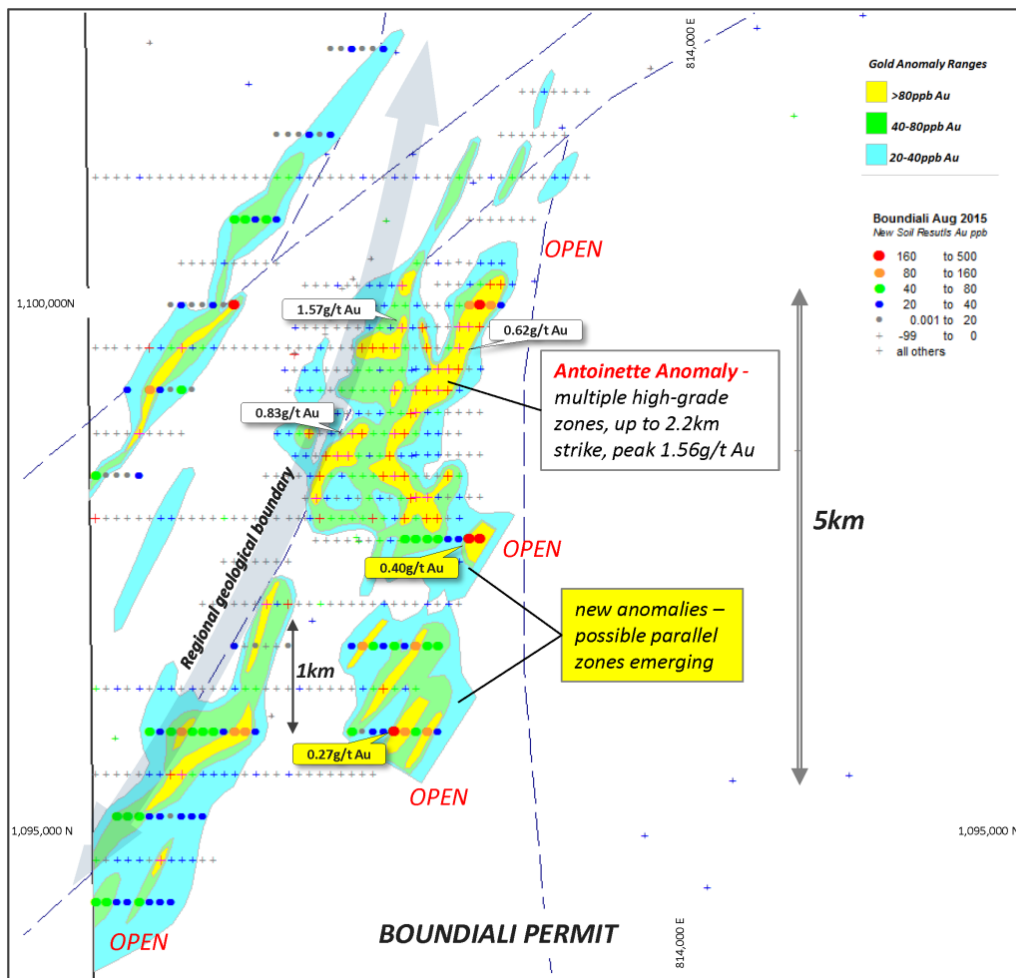 814,000 E
Gold Anomaly Ranges
>80ppb Au
40-80ppb Au
20-40ppb Au
Boundiali Aug 2015
New Soil Resutls Au ppb
160 to 500
80 to 160
40 to 80
20 to 40
0.001 to 20
-99 to 0
all others
OPEN
1,100,000N
1.57g/t Au
0.62g/t Au
Antoinette Anomaly -
multiple high-grade
zones, up to 2.2km
strike, peak 1.56g/t Au
0.83g/t Au
Regional geological boundary
5km
OPEN
0.40g/t Au
new anomalies –
possible parallel
zones emerging
1km
0.27g/t Au
OPEN
1,095,000 N
1,095,000 N
OPEN
BOUNDIALI PERMIT
814,000 E